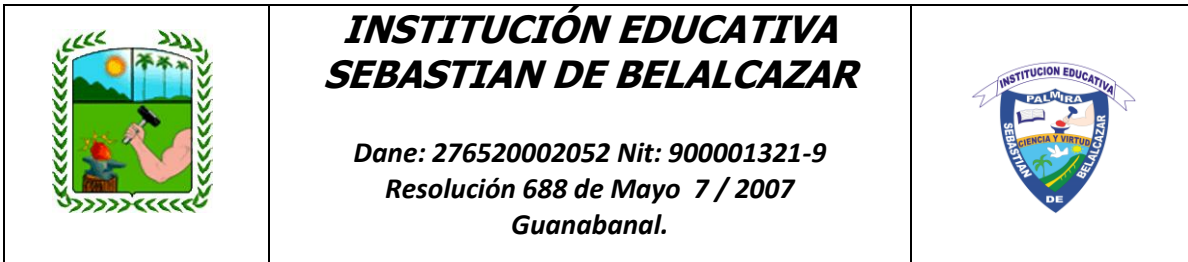 INSTITUCIÓN EDUCATIVA
SEBASTIAN DE BELALCAZAR
Dane: 276520002052 Nit: 900001321-9
Resolución 688 de Mayo 7 / 2007
Guanabanal.
INSTITUCION EDUCATIVA
PALMIRA
CIENCIA Y VIRTUD
SEBASTIAN
DE
BELALCAZAR